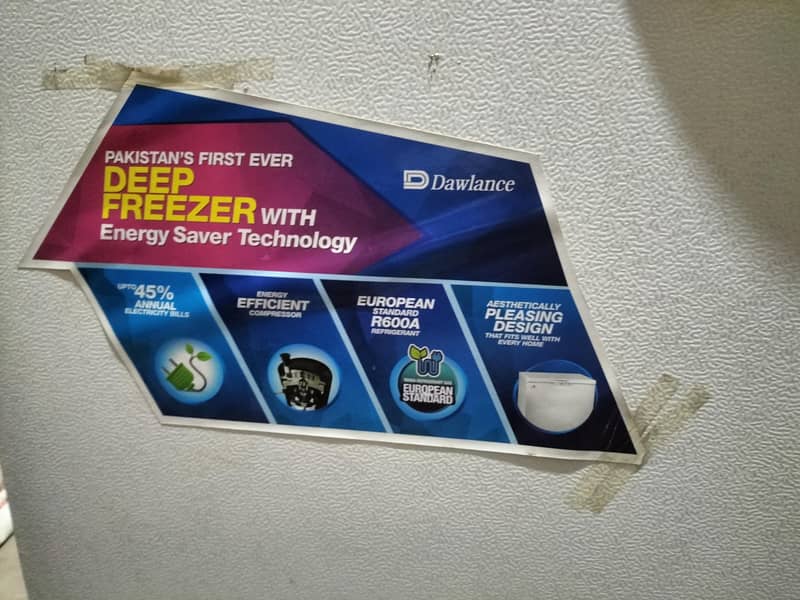 PAKISTAN'S FIRST EVER
DEEP
FREEZER WITH
Energy Saver Technology
Dawlance
UPTO 45%
ANNUAL
ELECTRICITY BILLS
ENERGY
EFFICIENT
COMPRESSOR
EUROPEAN
STANDARD
R600A
REFRIGERANT
EUROPEAN
STANDARD
AESTHETICALLY
PLEASING
DESIGN
THAT FITS WELL WITH
EVERY HOME